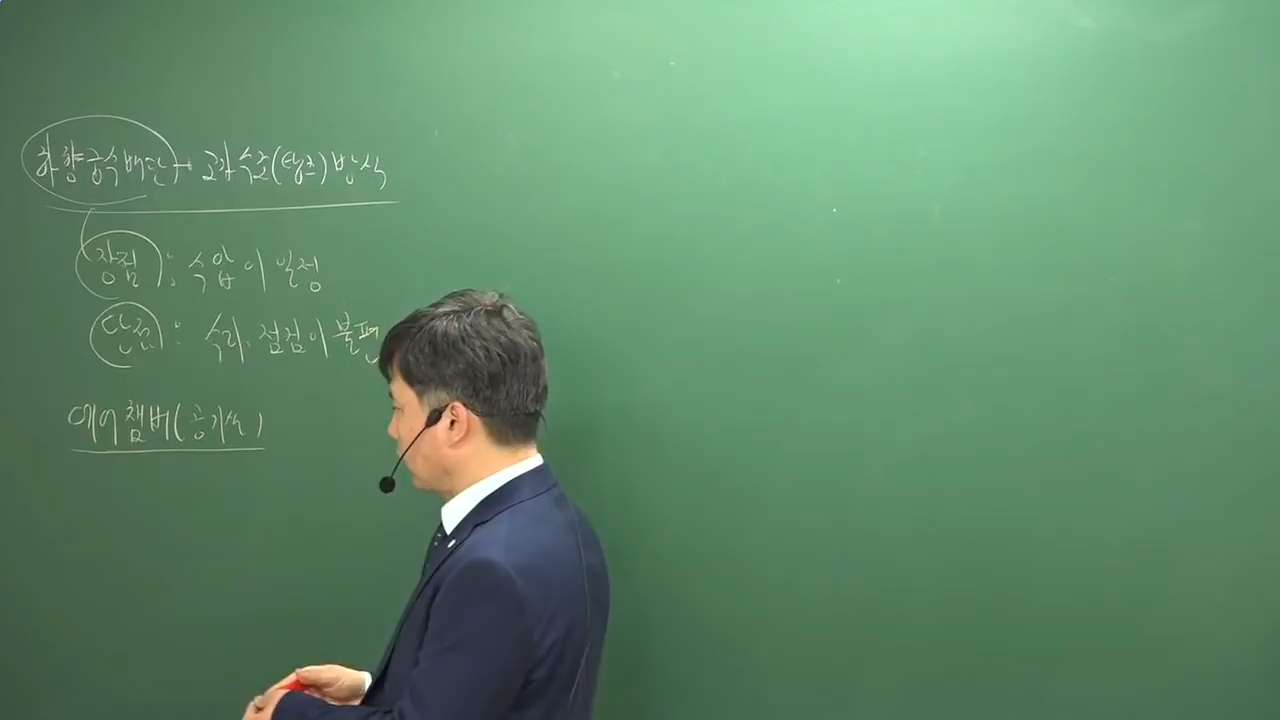 하향급수배관 → 고가수조(탱크)방식
장점 : 수압이 일정
단점 : 수리, 점검이 불편
에어챔버(공기실)